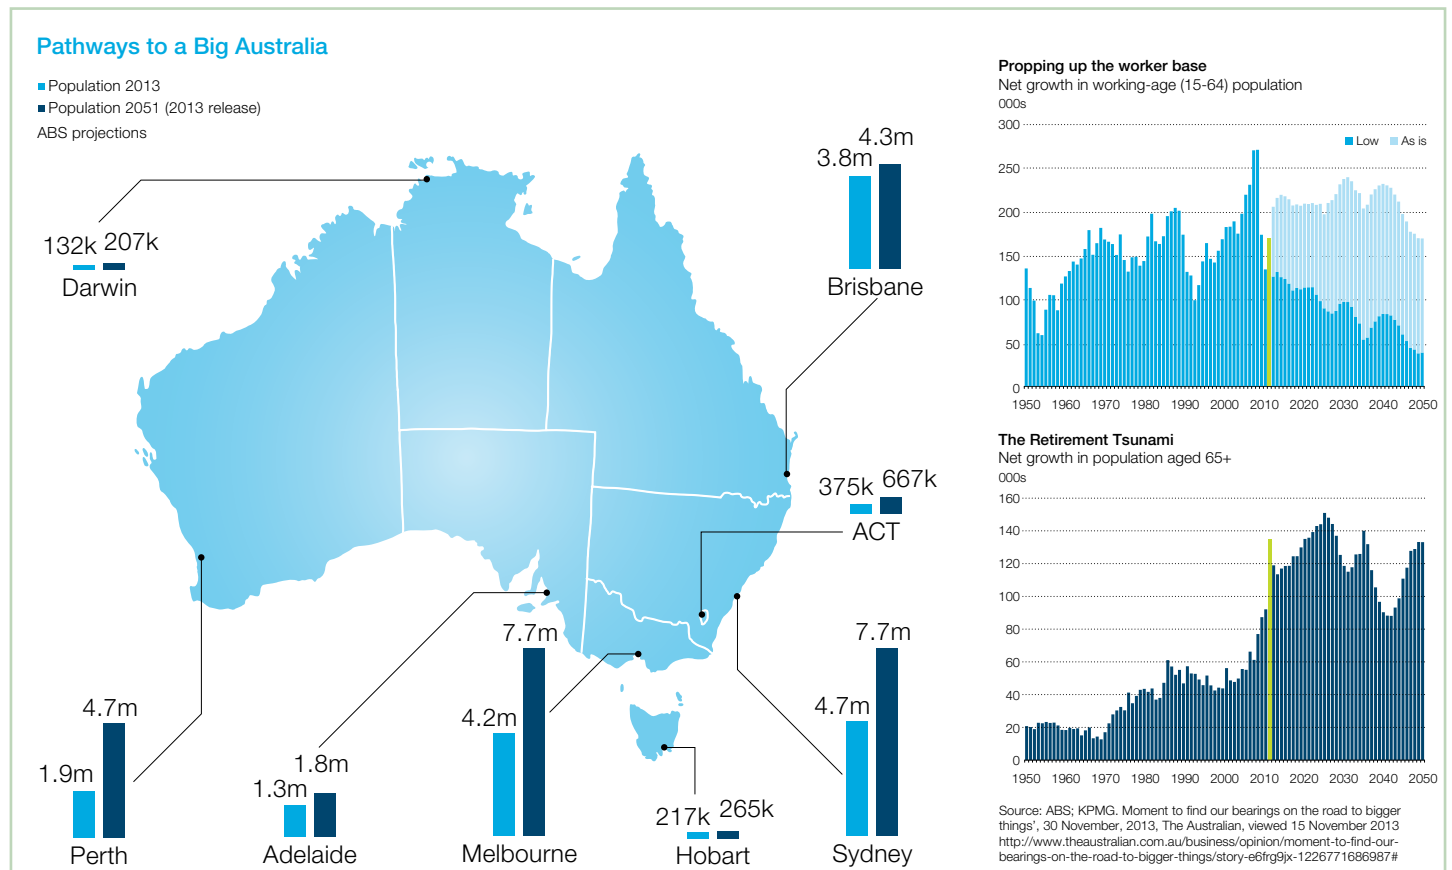 Pathways to a Big Australia
Population 2013
Population 2051 (2013 release)
ABS projections
132k 207k
Darwin
3.8m 4.3m
Brisbane
375k 667k
ACT
1.9m 4.7m
Perth
1.3m 1.8m
Adelaide
4.2m 7.7m
Melbourne
217k 265k
Hobart
4.7m 7.7m
Sydney
Propping up the worker base
Net growth in working-age (15-64) population
000s
Low As is
300
250
200
150
100
50
0
1950 1960 1970 1980 1990 2000 2010 2020 2030 2040 2050
The Retirement Tsunami
Net growth in population aged 65+
000s
160
140
120
100
80
60
40
20
0
1950 1960 1970 1980 1990 2000 2010 2020 2030 2040 2050
Source: ABS; KPMG. Moment to find our bearings on the road to bigger
things', 30 November, 2013, The Australian, viewed 15 November 2013
http://www.theaustralian.com.au/business/opinion/moment-to-find-our-
bearings-on-the-road-to-bigger-things/story-e6frg9jx-1226771686987#